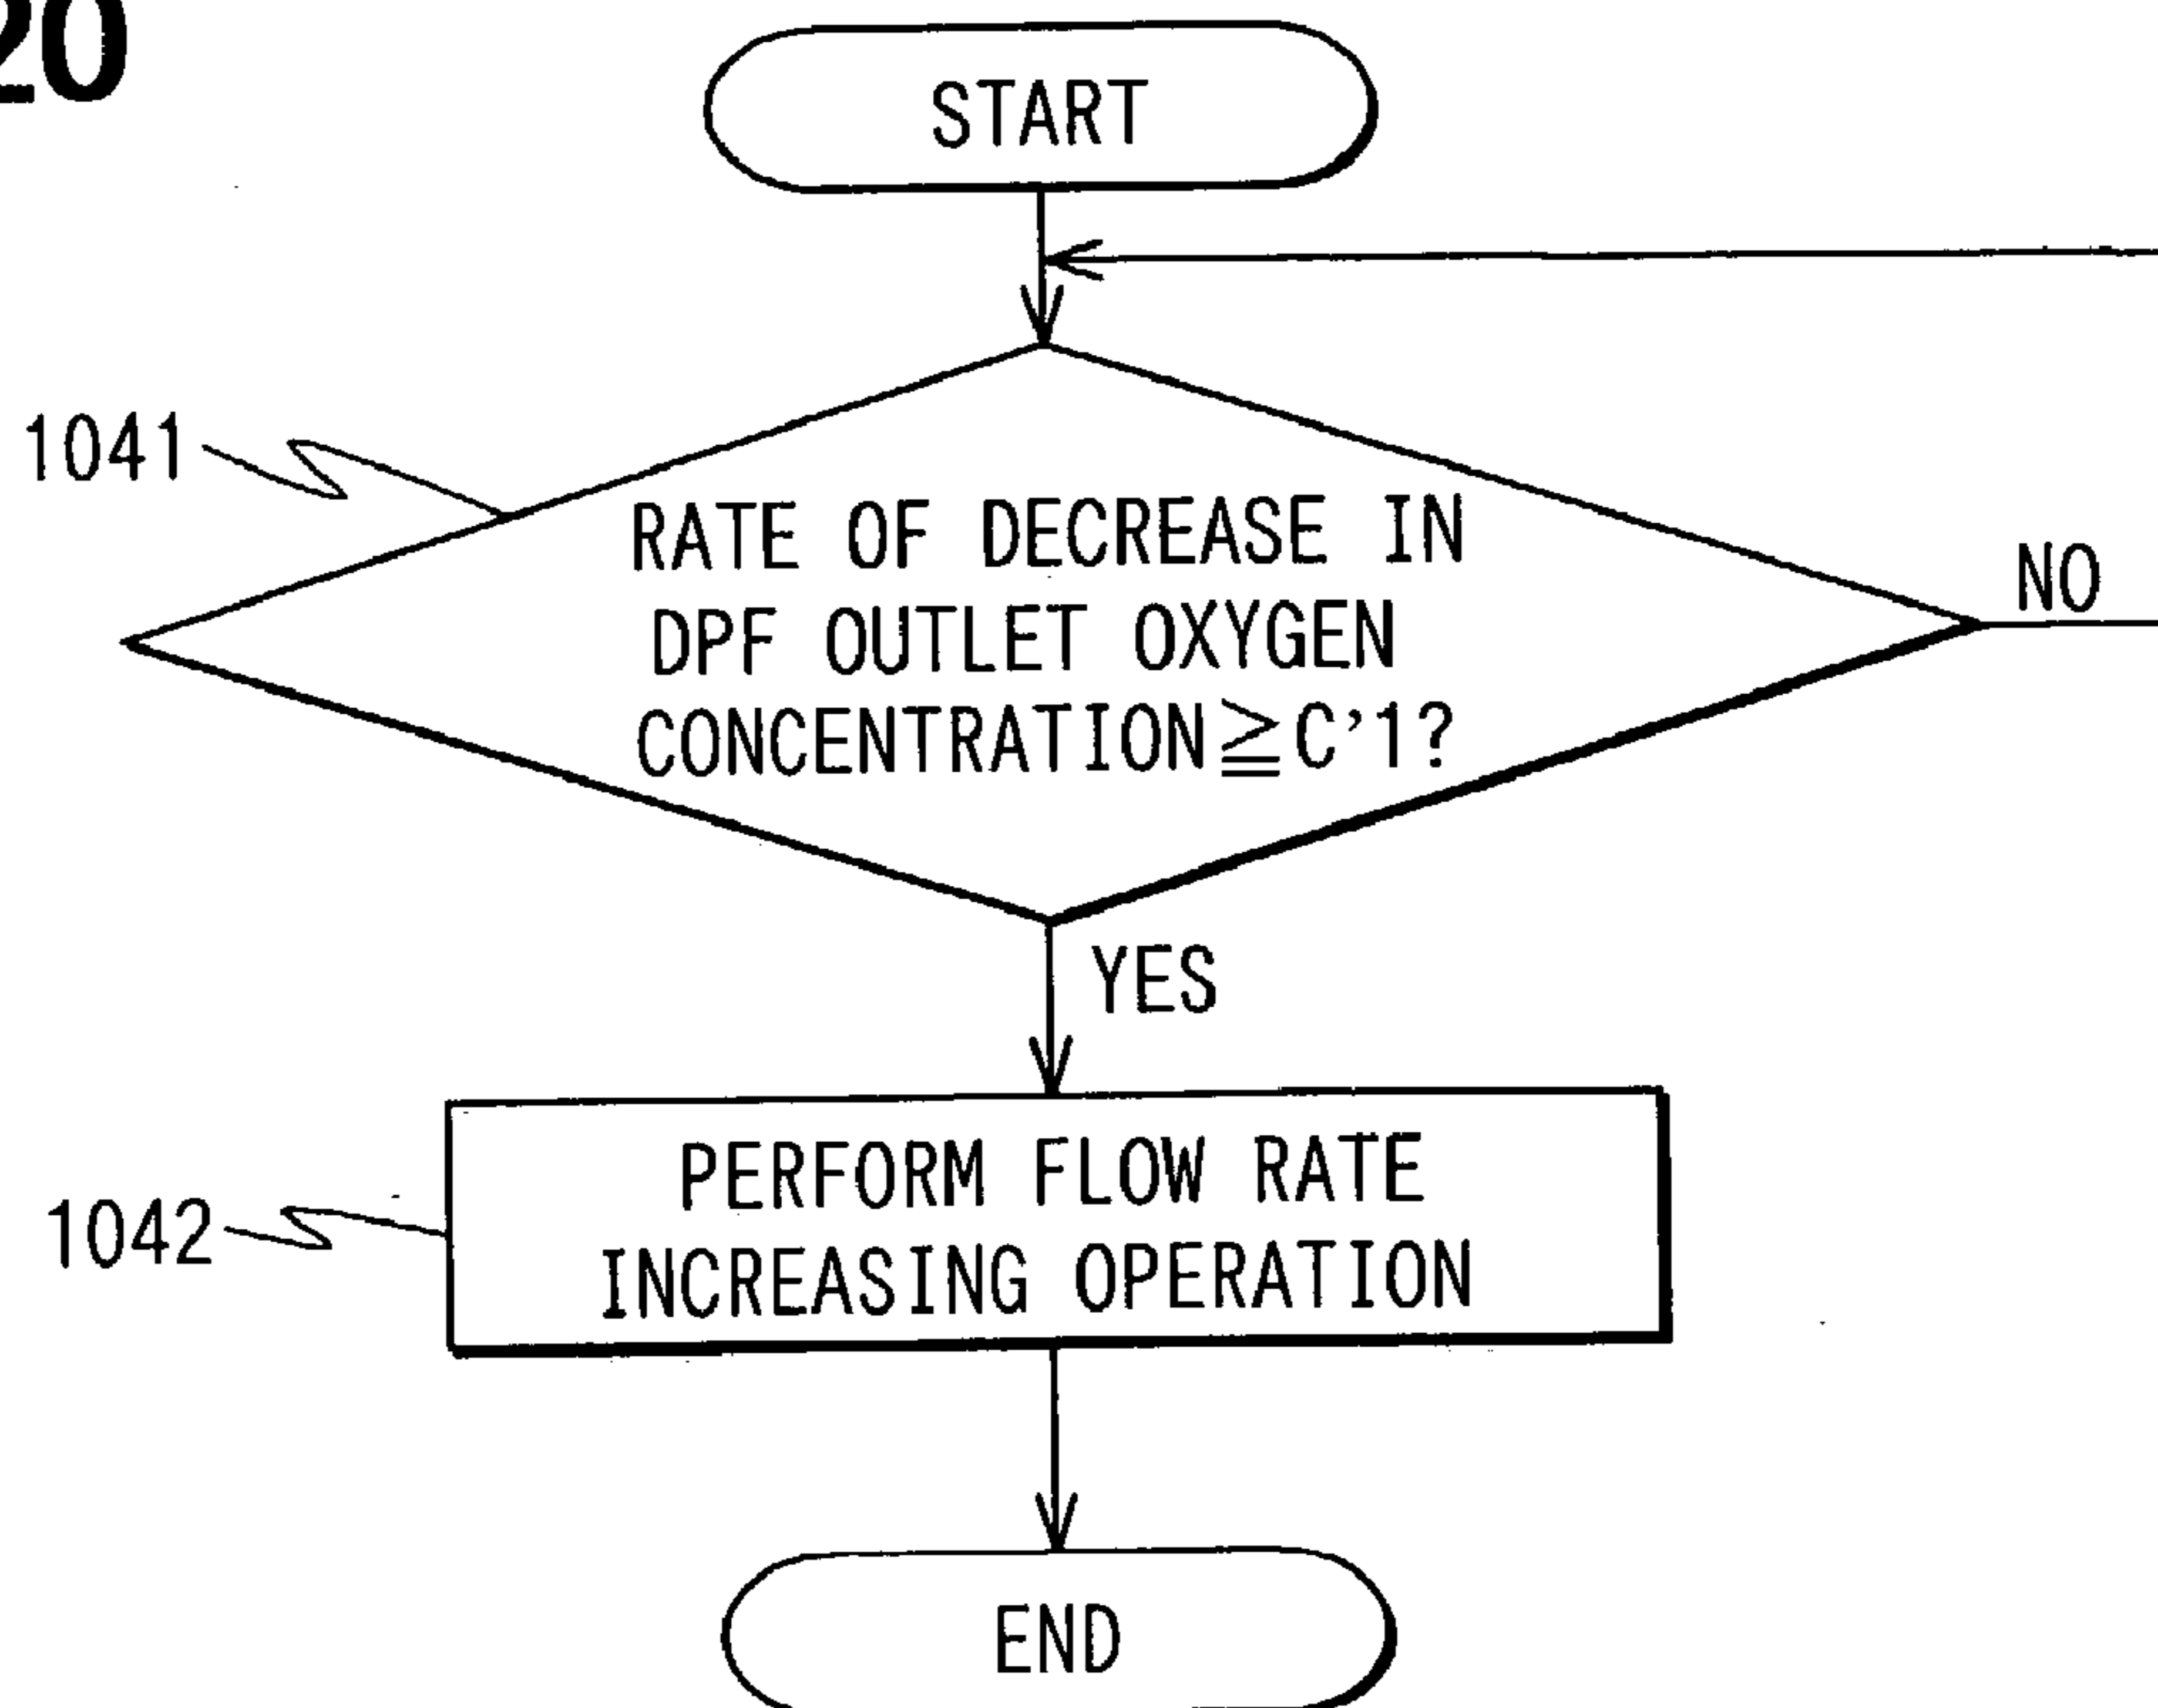 20
START
1041
RATE OF DECREASE IN
DPF OUTLET OXYGEN
CONCENTRATION≧C'1?
NO
YES
1042
PERFORM FLOW RATE
INCREASING OPERATION
END